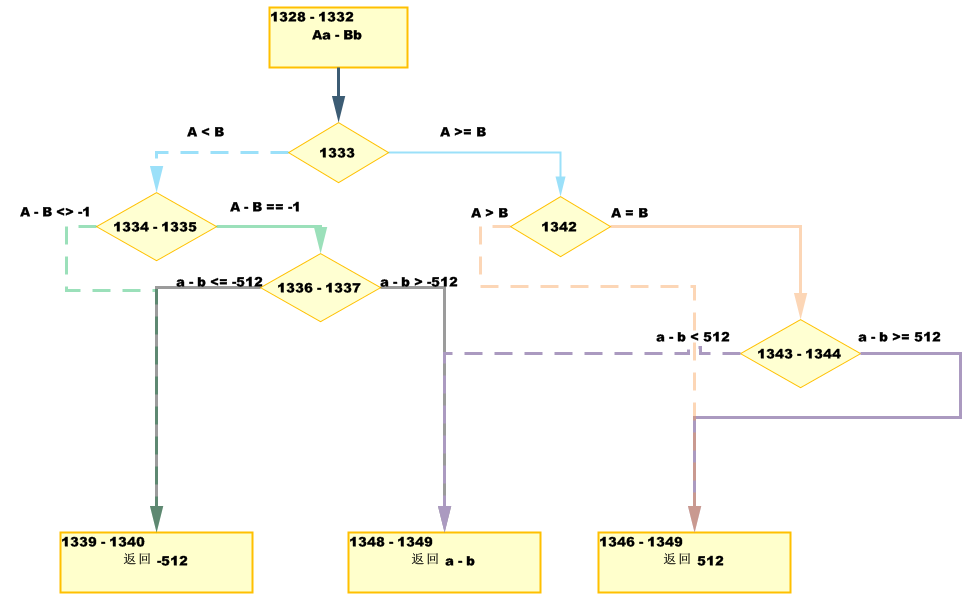 1328 - 1332
Aa - Bb
A < B
A >= B
1333
A - B <> -1
A - B == -1
A > B
A = B
1334 - 1335
1342
a - b <= -512
1336 - 1337
a - b > -512
a - b < 512
a - b >= 512
1343 - 1344
1339 - 1340
返回 -512
1348 - 1349
返回 a - b
1346 - 1349
返回 512